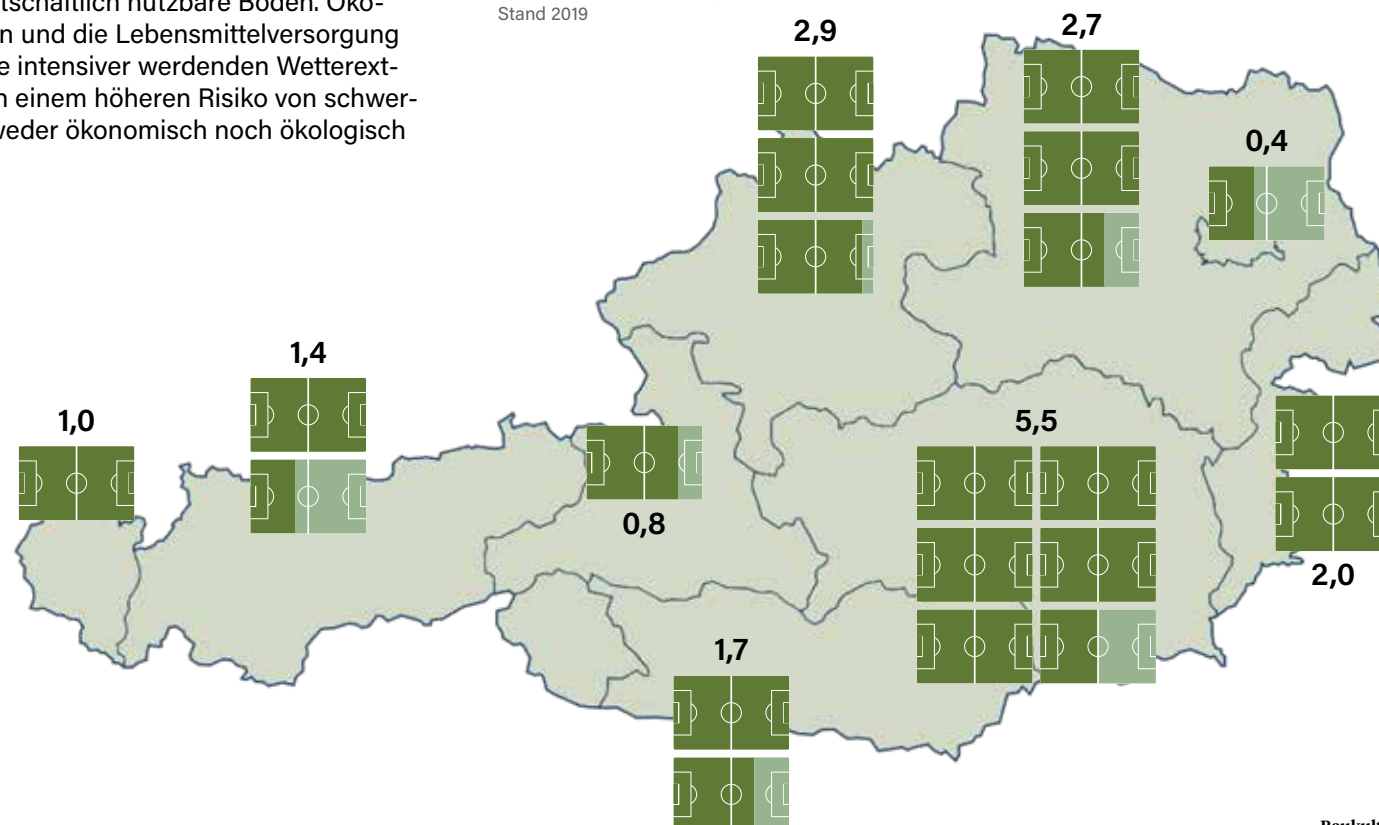 tschaftlich nutzbare Böden. Öko-
n und die Lebensmittelversorgung
e intensiver werdenden Wetterext-
n einem höheren Risiko von schwer-
weder ökonomisch noch ökologisch
Stand 2019
2,9
2,7
0,4
1,4
1,0
5,5
0,8
2,0
1,7